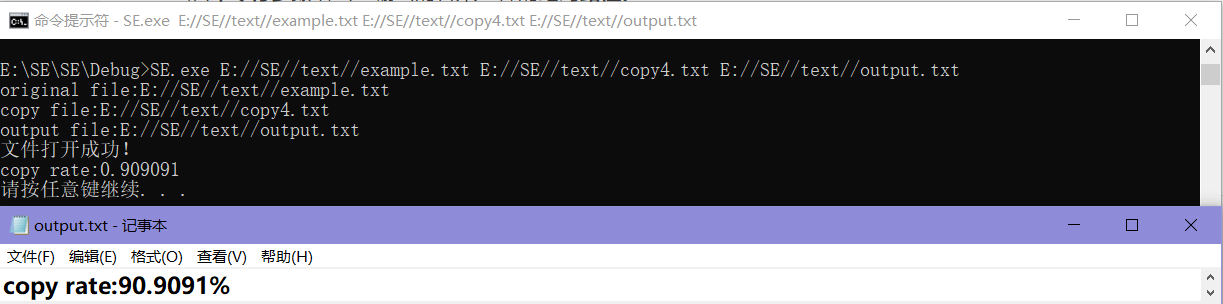 命令提示符 - SE.exe  E://SE//text//example.txt E://SE//text//copy4.txt E://SE//text//output.txt
E:\SE\SE\Debug>SE.exe E://SE//text//example.txt E://SE//text//copy4.txt E://SE//text//output.txt
original file:E://SE//text//example.txt
copy file:E://SE//text//copy4.txt
output file:E://SE//text//output.txt
文件打开成功!
copy rate:0.909091
请按任意键继续. . .
output.txt - 记事本
文件(F) 编辑(E) 格式(O) 查看(V) 帮助(H)
copy rate:90.9091%